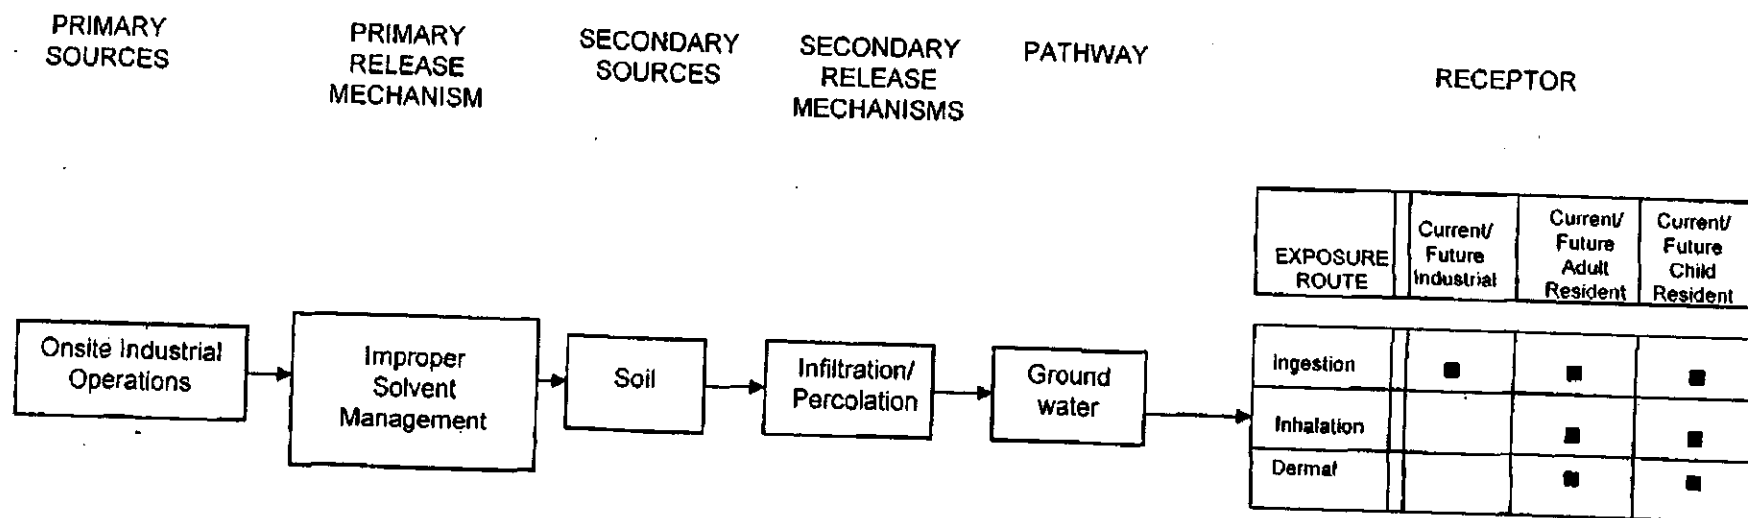 PRIMARY
SOURCES
PRIMARY
RELEASE
MECHANISM
SECONDARY
SOURCES
SECONDARY
RELEASE
MECHANISMS
PATHWAY
RECEPTOR
EXPOSURE
ROUTE
Current/
Future
Industrial
Current/
Future
Adult
Resident
Current/
Future
Child
Resident
Onsite Industrial
Operations
Improper
Solvent
Management
Soil
Infiltration/
Percolation
Ground
water
Ingestion
Inhalation
Dermal